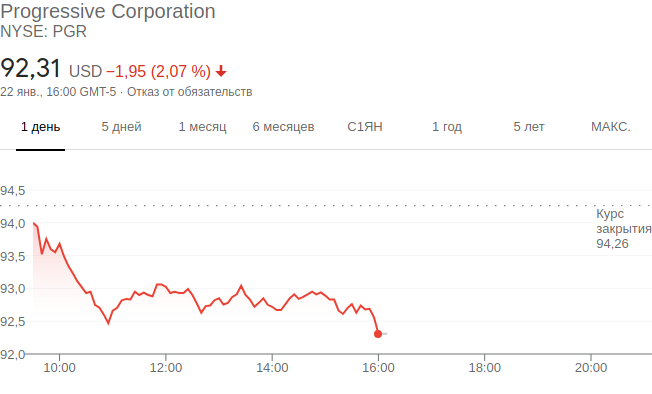 Progressive Corporation
NYSE: PGR
92,31 USD −1,95 (2,07 %)
22 янв., 16:00 GMT-5 · Отказ от обязательств
1 день 5 дней 1 месяц 6 месяцев С1ЯН 1 год 5 лет МАКС.
94,5
Курс
закрытия
94,26
94,0
93,5
93,0
92,5
92,0
10:00 12:00 14:00 16:00 18:00 20:00